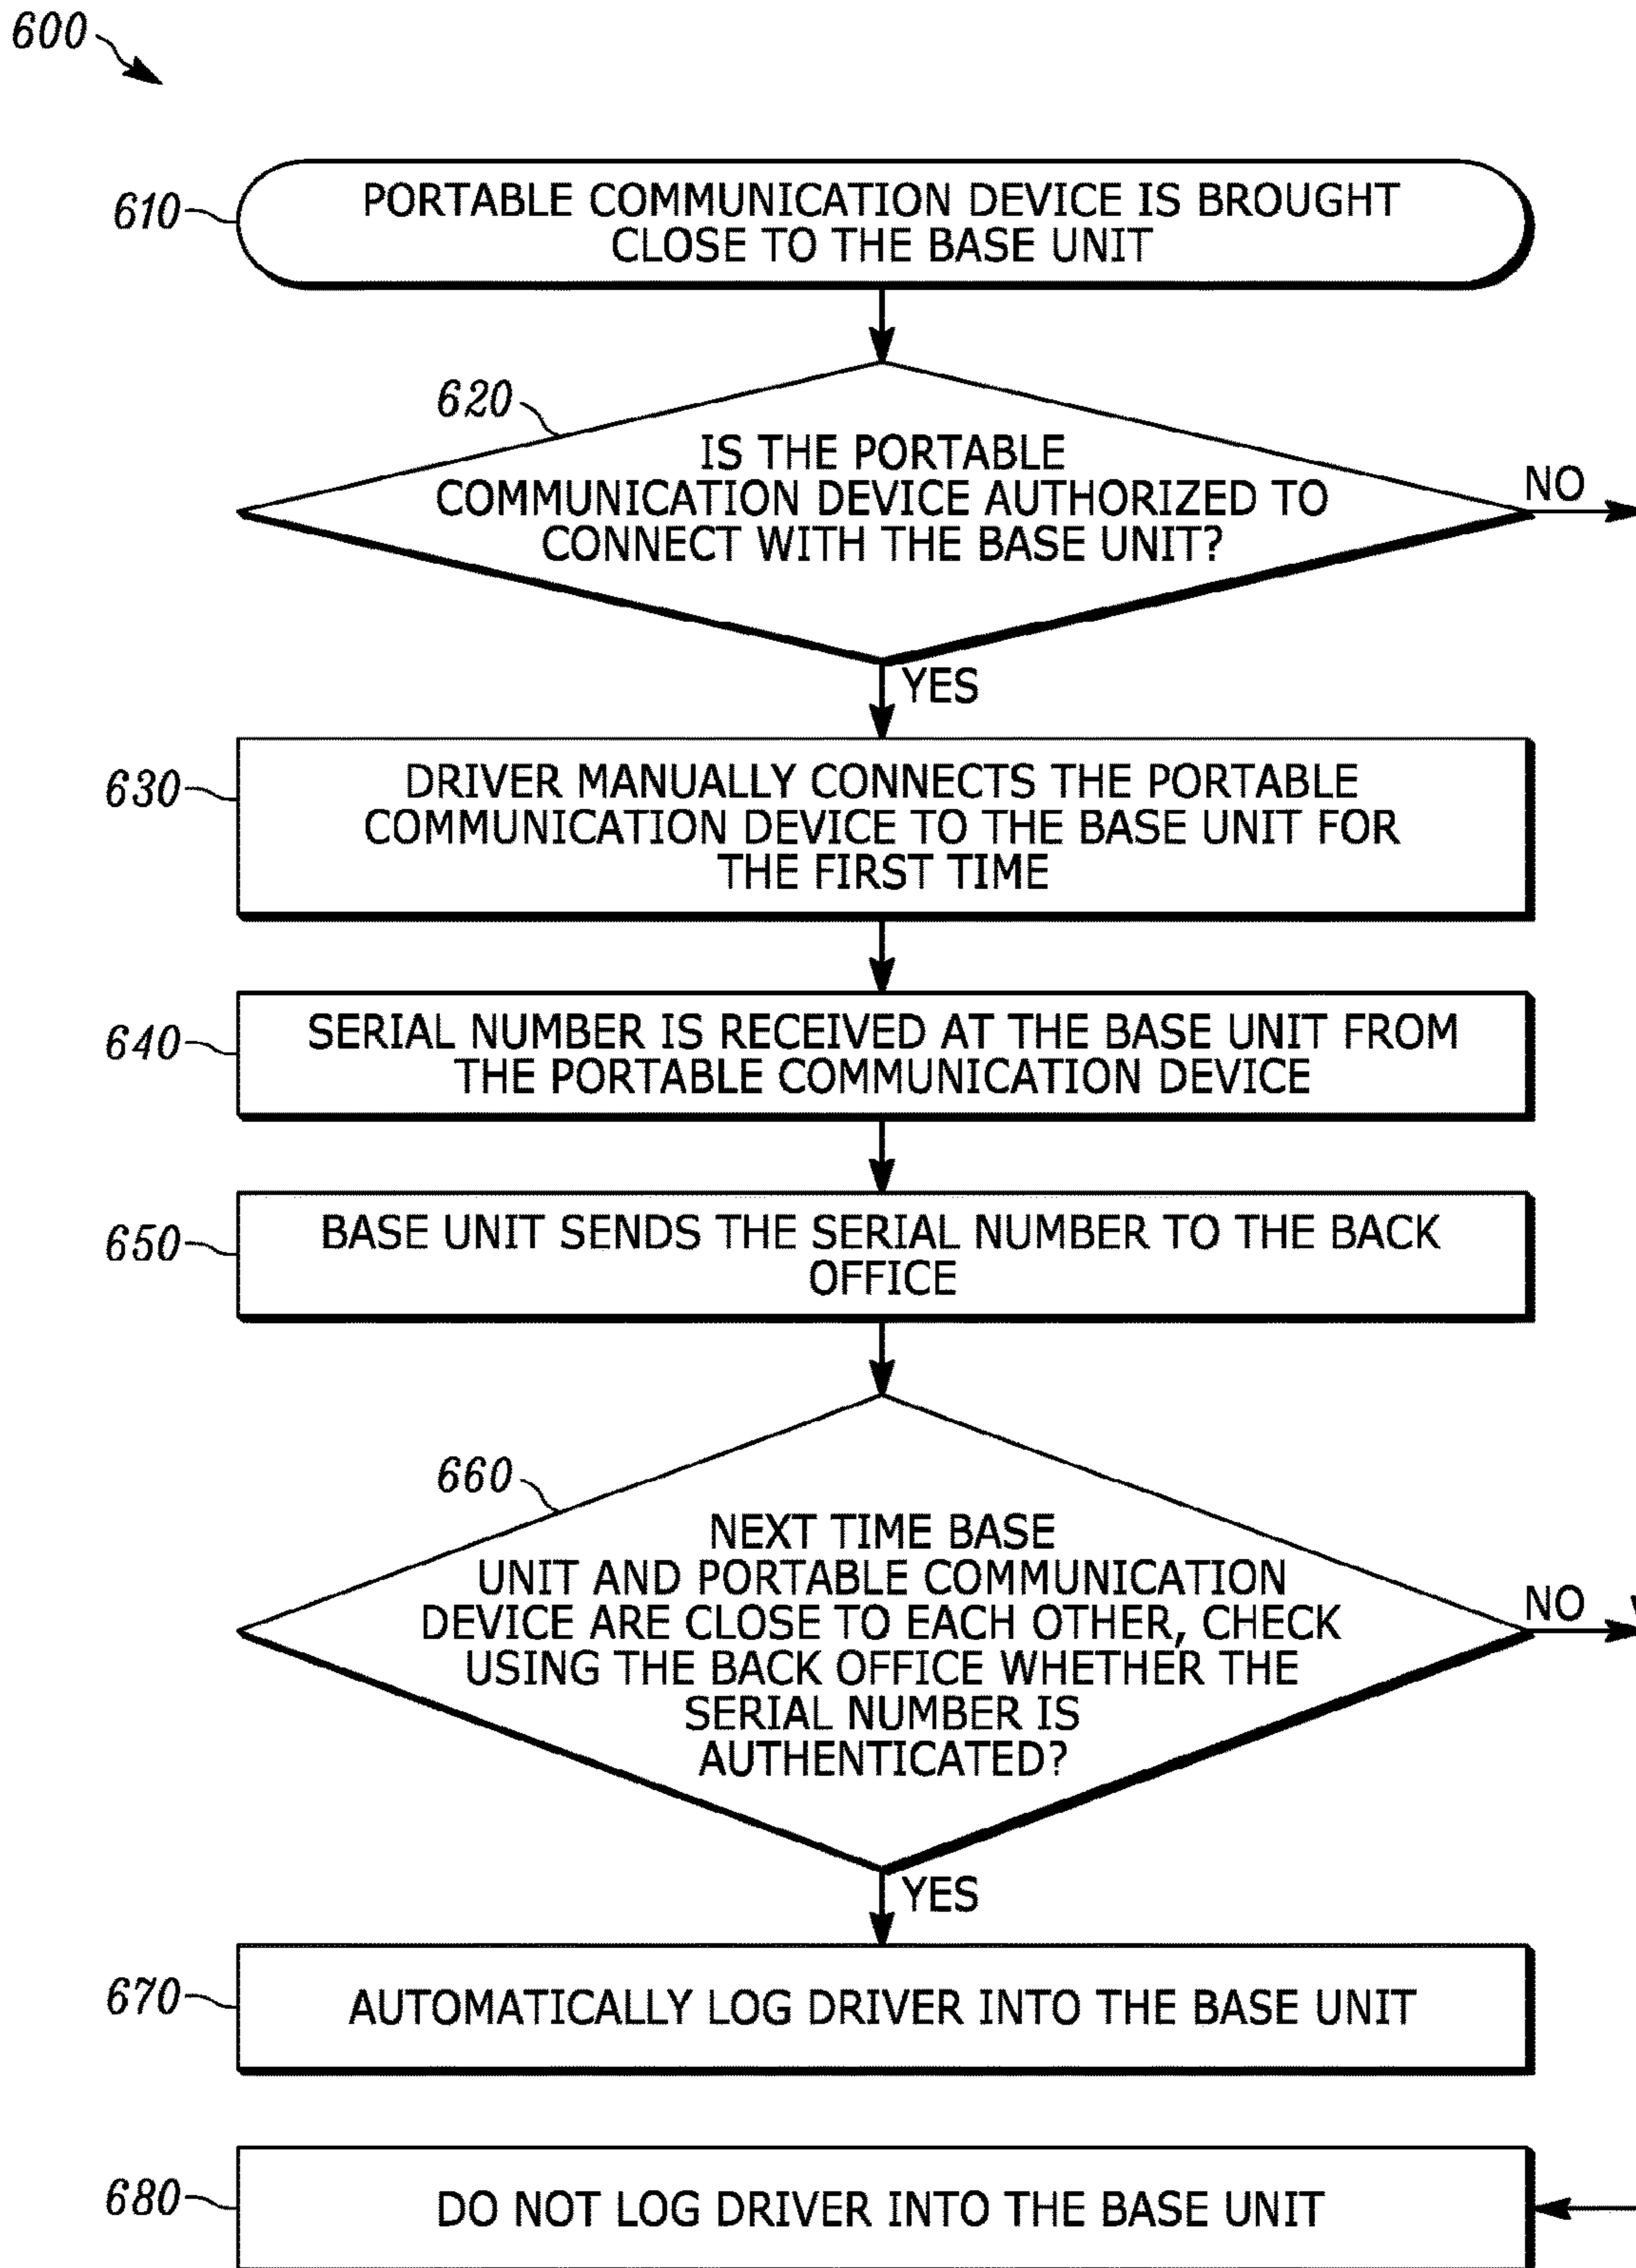 600
610
PORTABLE COMMUNICATION DEVICE IS BROUGHT
CLOSE TO THE BASE UNIT
620
IS THE PORTABLE
COMMUNICATION DEVICE AUTHORIZED TO
CONNECT WITH THE BASE UNIT?
NO
YES
630
DRIVER MANUALLY CONNECTS THE PORTABLE
COMMUNICATION DEVICE TO THE BASE UNIT FOR
THE FIRST TIME
640
SERIAL NUMBER IS RECEIVED AT THE BASE UNIT FROM
THE PORTABLE COMMUNICATION DEVICE
650
BASE UNIT SENDS THE SERIAL NUMBER TO THE BACK
OFFICE
660
NEXT TIME BASE
UNIT AND PORTABLE COMMUNICATION
DEVICE ARE CLOSE TO EACH OTHER, CHECK
USING THE BACK OFFICE WHETHER THE
SERIAL NUMBER IS
AUTHENTICATED?
NO
YES
670
AUTOMATICALLY LOG DRIVER INTO THE BASE UNIT
680
DO NOT LOG DRIVER INTO THE BASE UNIT